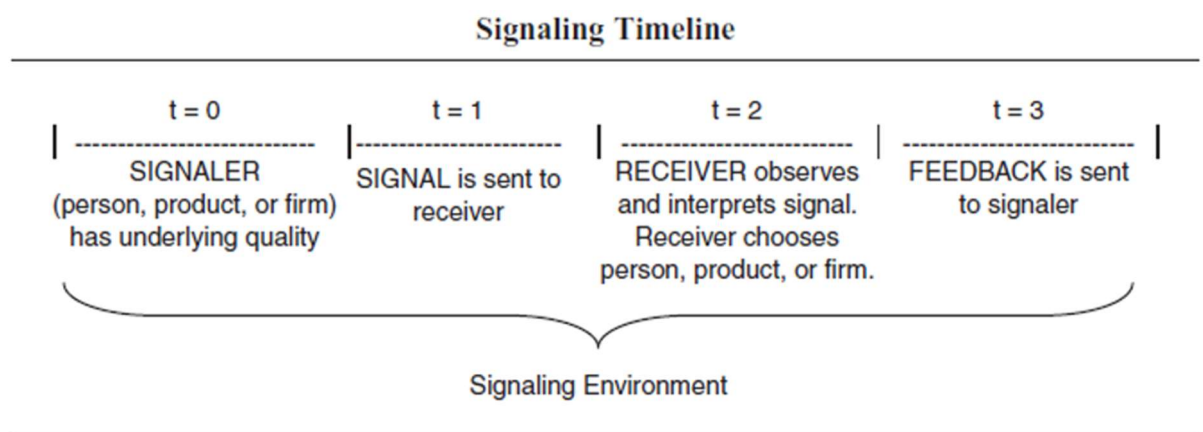 Signaling Timeline
t = 0
t = 1
t = 2
t = 3
SIGNALER
(person, product, or firm)
has underlying quality
SIGNAL is sent to
receiver
RECEIVER observes
and interprets signal.
Receiver chooses
person, product, or firm.
FEEDBACK is sent
to signaler
Signaling Environment